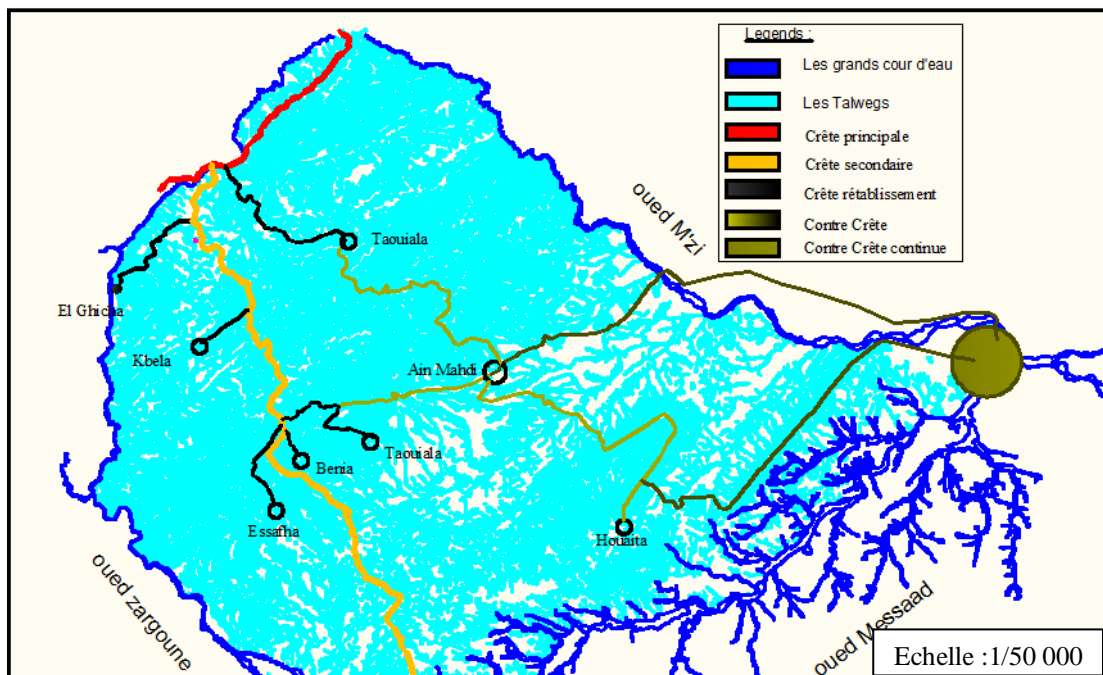 Legends :
Les grands cour d'eau
Les Talwegs
Crête principale
Crête secondaire
Crête rétablissement
Contre Crête
Contre Crête continue
oued M'zi
Taouiala
El Ghicha
Kbela
Ain Mahdi
Taouiala
Benia
Essafha
Houaita
oued zargoune
oued Messaad
Echelle :1/50 000